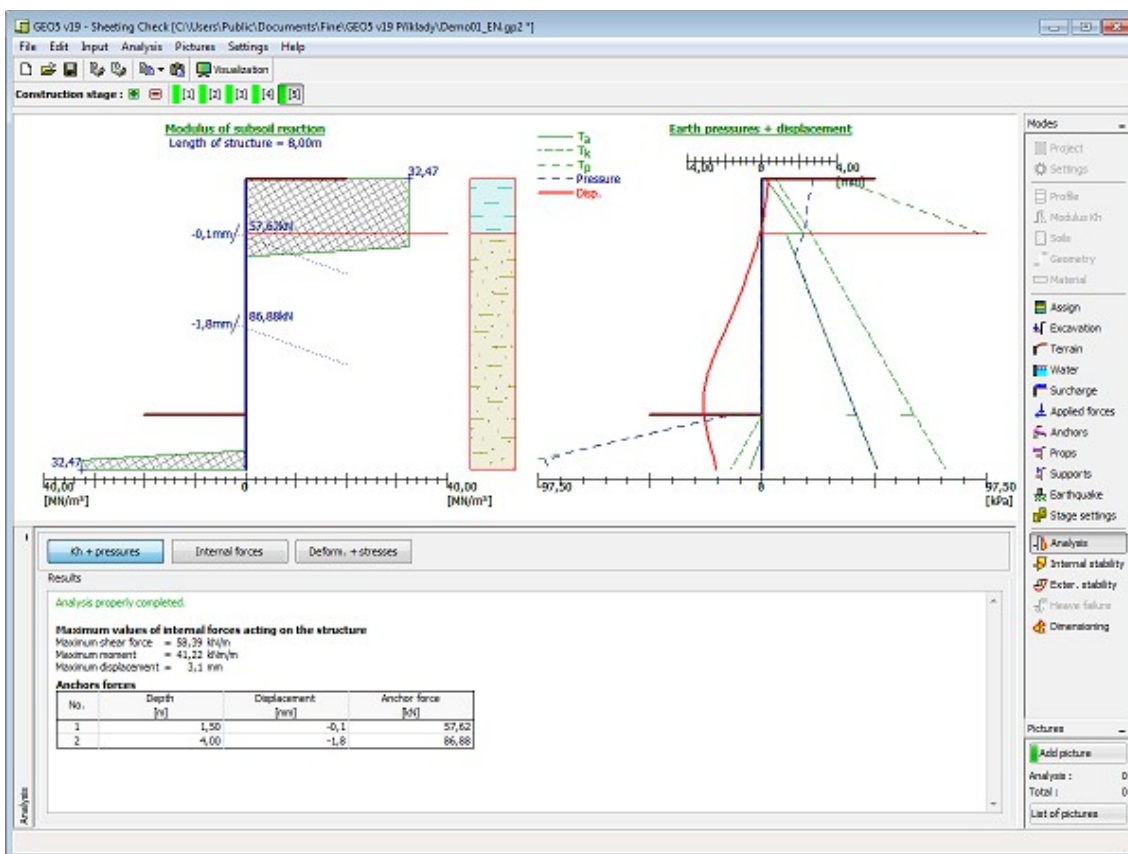 GEO5 v19 - Sheeting Check [C:\Users\Public\Documents\Fine\GEO5 v19 Příklady\Demo01_EN.gp2 *]
File Edit Input Analysis Pictures Settings Help
Visualization
Construction stage : [1] [2] [3] [4] [5]
Modulus of subsoil reaction
Length of structure = 8,00m
32,47
-0,1mm
57,62kN
-1,8mm
86,88kN
32,47
40,00
0
40,00
[MN/m³]
[MN/m³]
Ta
Tk
Tp
Pressure
Disp.
Earth pressures + displacement
-4,00
0
4,00
[mm]
-97,50
0
97,50
[kPa]
Modes
Project
Settings
Profile
Modulus Kh
Soils
Geometry
Material
Assign
Excavation
Terrain
Water
Surcharge
Applied forces
Anchors
Props
Supports
Earthquake
Stage settings
Analysis
Internal stability
Exter. stability
Heave failure
Dimensioning
Kh + pressures Internal forces Deform. + stresses
Results
Analysis properly completed.
Maximum values of internal forces acting on the structure
Maximum shear force = 58,39 kN/m
Maximum moment = 41,22 kNm/m
Maximum displacement = 3,1 mm
Anchors forces
No. Depth Displacement Anchor force
[m] [mm] [kN]
1 1,50 -0,1 57,62
2 4,00 -1,8 86,88
Analysis
Pictures
Add picture
Analysis : 0
Total : 0
List of pictures